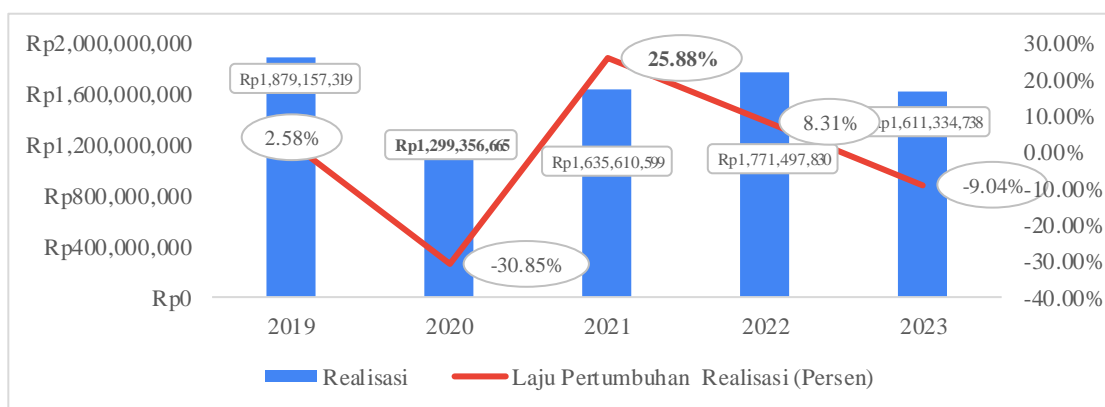 Rp2,000,000,000
Rp1,600,000,000
Rp1,200,000,000
Rp800,000,000
Rp400,000,000
Rp0
Rp1,879,157,319
Rp1,299,356,665
Rp1,635,610,599
Rp1,771,497,830
Rp1,611,334,738
2.58%
-30.85%
25.88%
8.31%
-9.04%
30.00%
20.00%
10.00%
0.00%
-10.00%
-20.00%
-30.00%
-40.00%
2019 2020 2021 2022 2023
Realisasi Laju Pertumbuhan Realisasi (Persen)